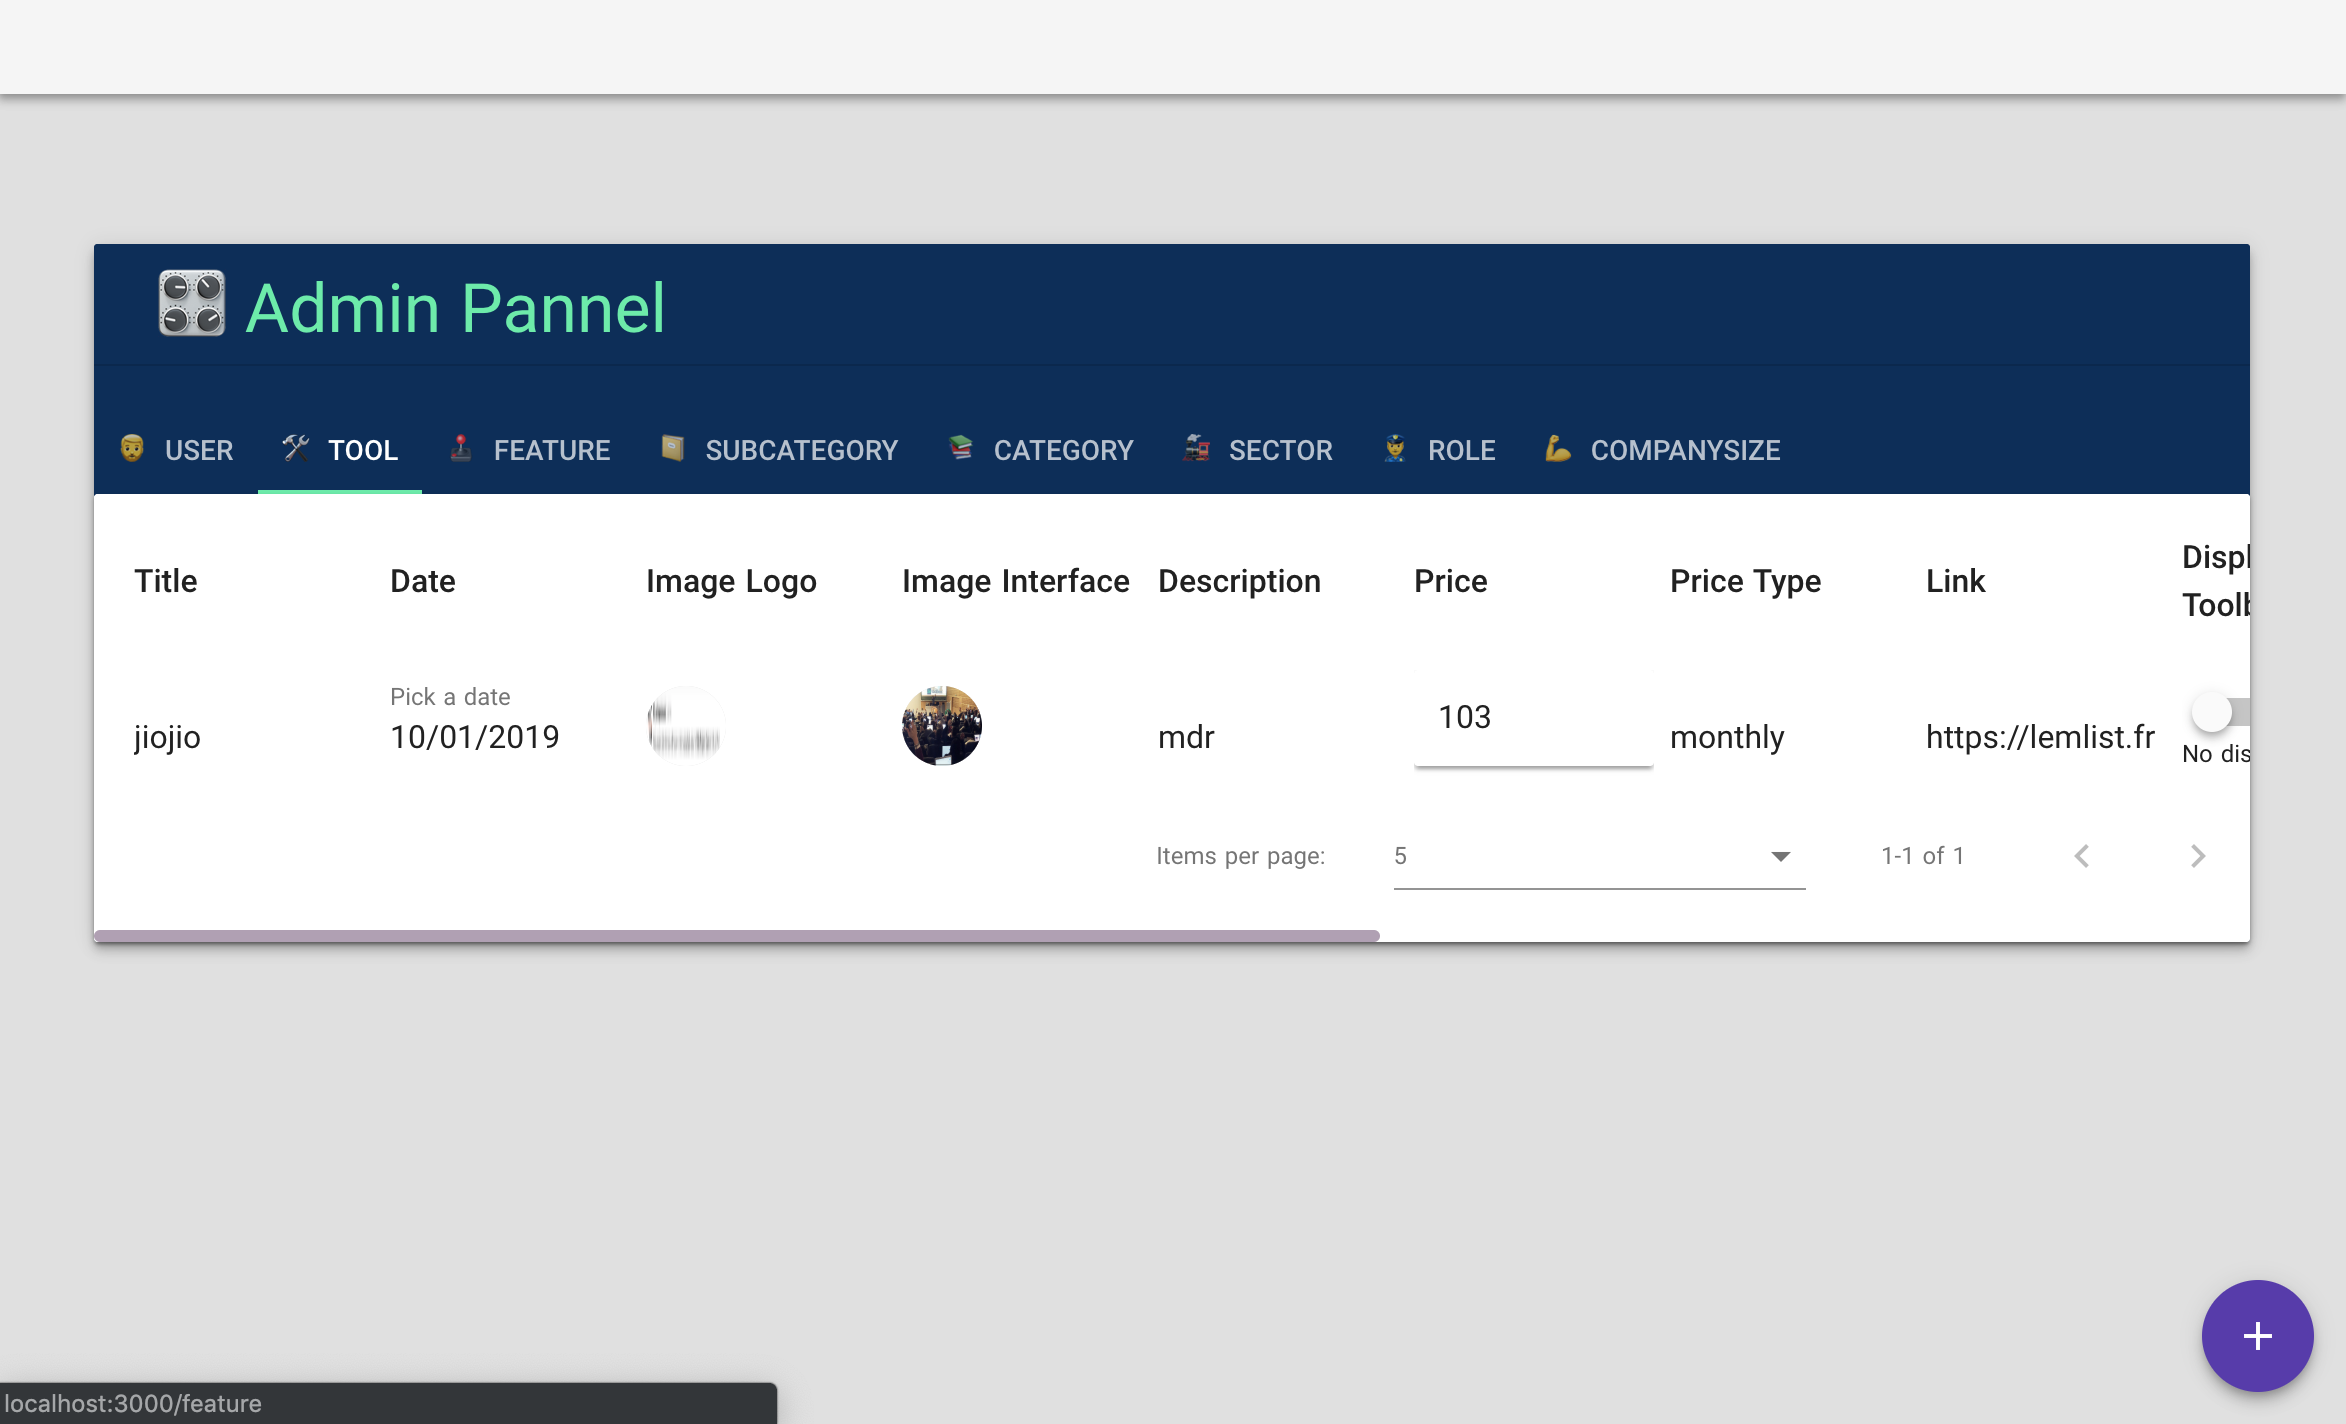 Admin Pannel
USER TOOL FEATURE SUBCATEGORY CATEGORY SECTOR ROLE COMPANYSIZE
Title Date Image Logo Image Interface Description Price Price Type Link Displ
Toolb
Pick a date
jiojio 10/01/2019 mdr 103 monthly https://lemlist.fr
No dis
Items per page: 5 1-1 of 1
localhost:3000/feature